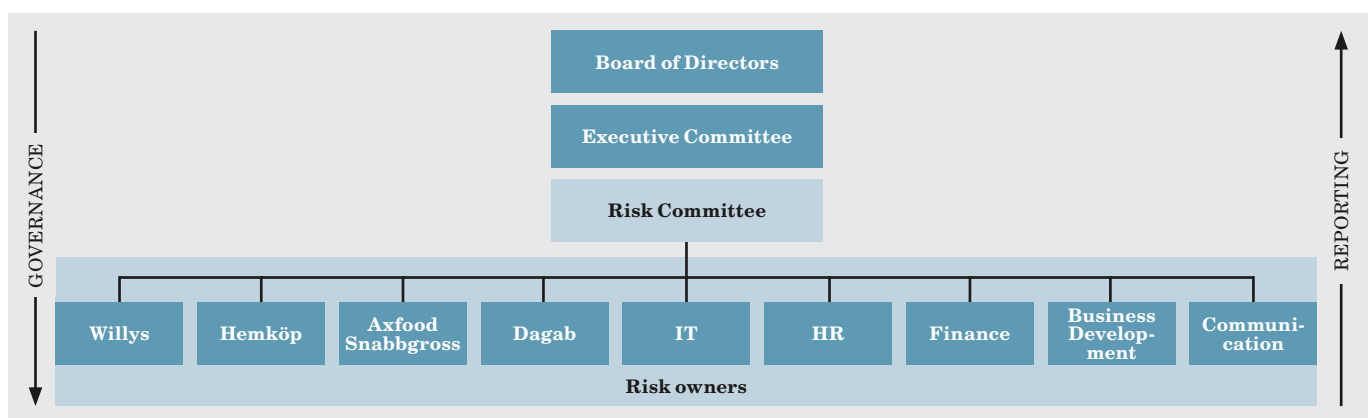 Board of Directors
Executive Committee
Risk Committee
GOVERNANCE
REPORTING
Willys
Hemköp
Axfood
Snabbgross
Dagab
IT
HR
Finance
Business
Develop-
ment
Communi-
cation
Risk owners